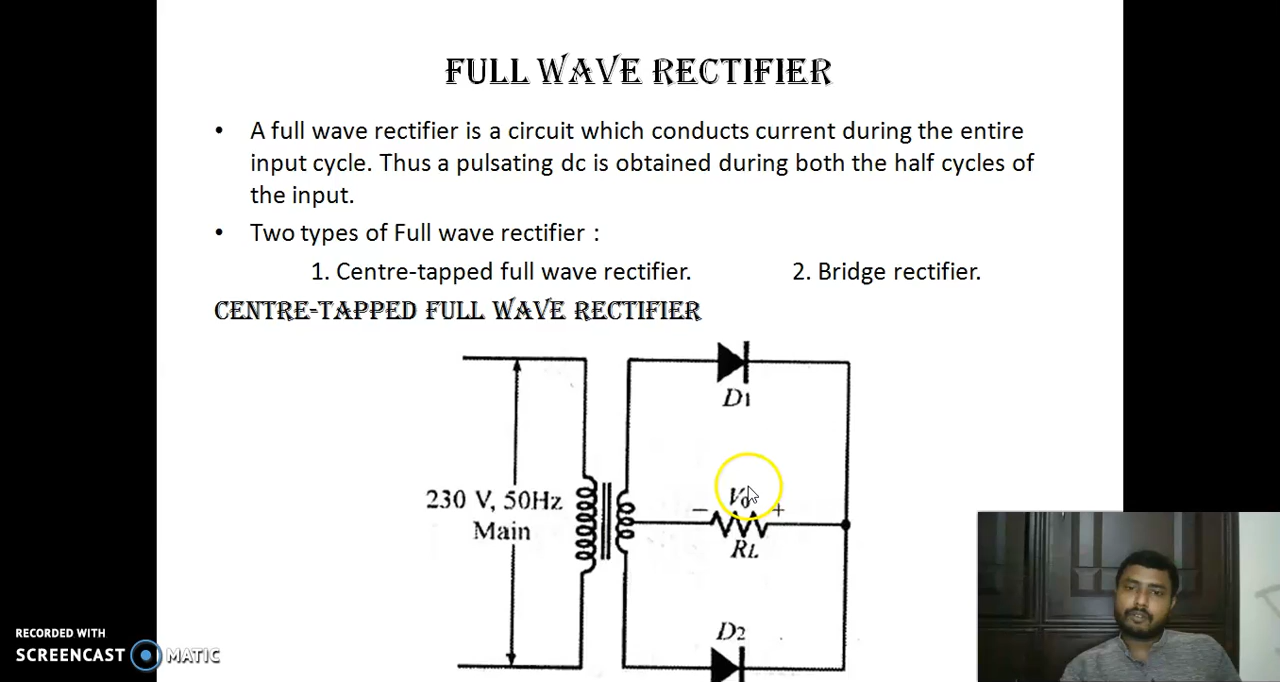 FULL WAVE RECTIFIER
• A full wave rectifier is a circuit which conducts current during the entire
input cycle. Thus a pulsating dc is obtained during both the half cycles of
the input.
• Two types of Full wave rectifier :
1. Centre-tapped full wave rectifier. 2. Bridge rectifier.
CENTRE-TAPPED FULL WAVE RECTIFIER
D1
230 V, 50Hz
Main
Vo
− +
RL
D2
RECORDED WITH
SCREENCAST MATIC